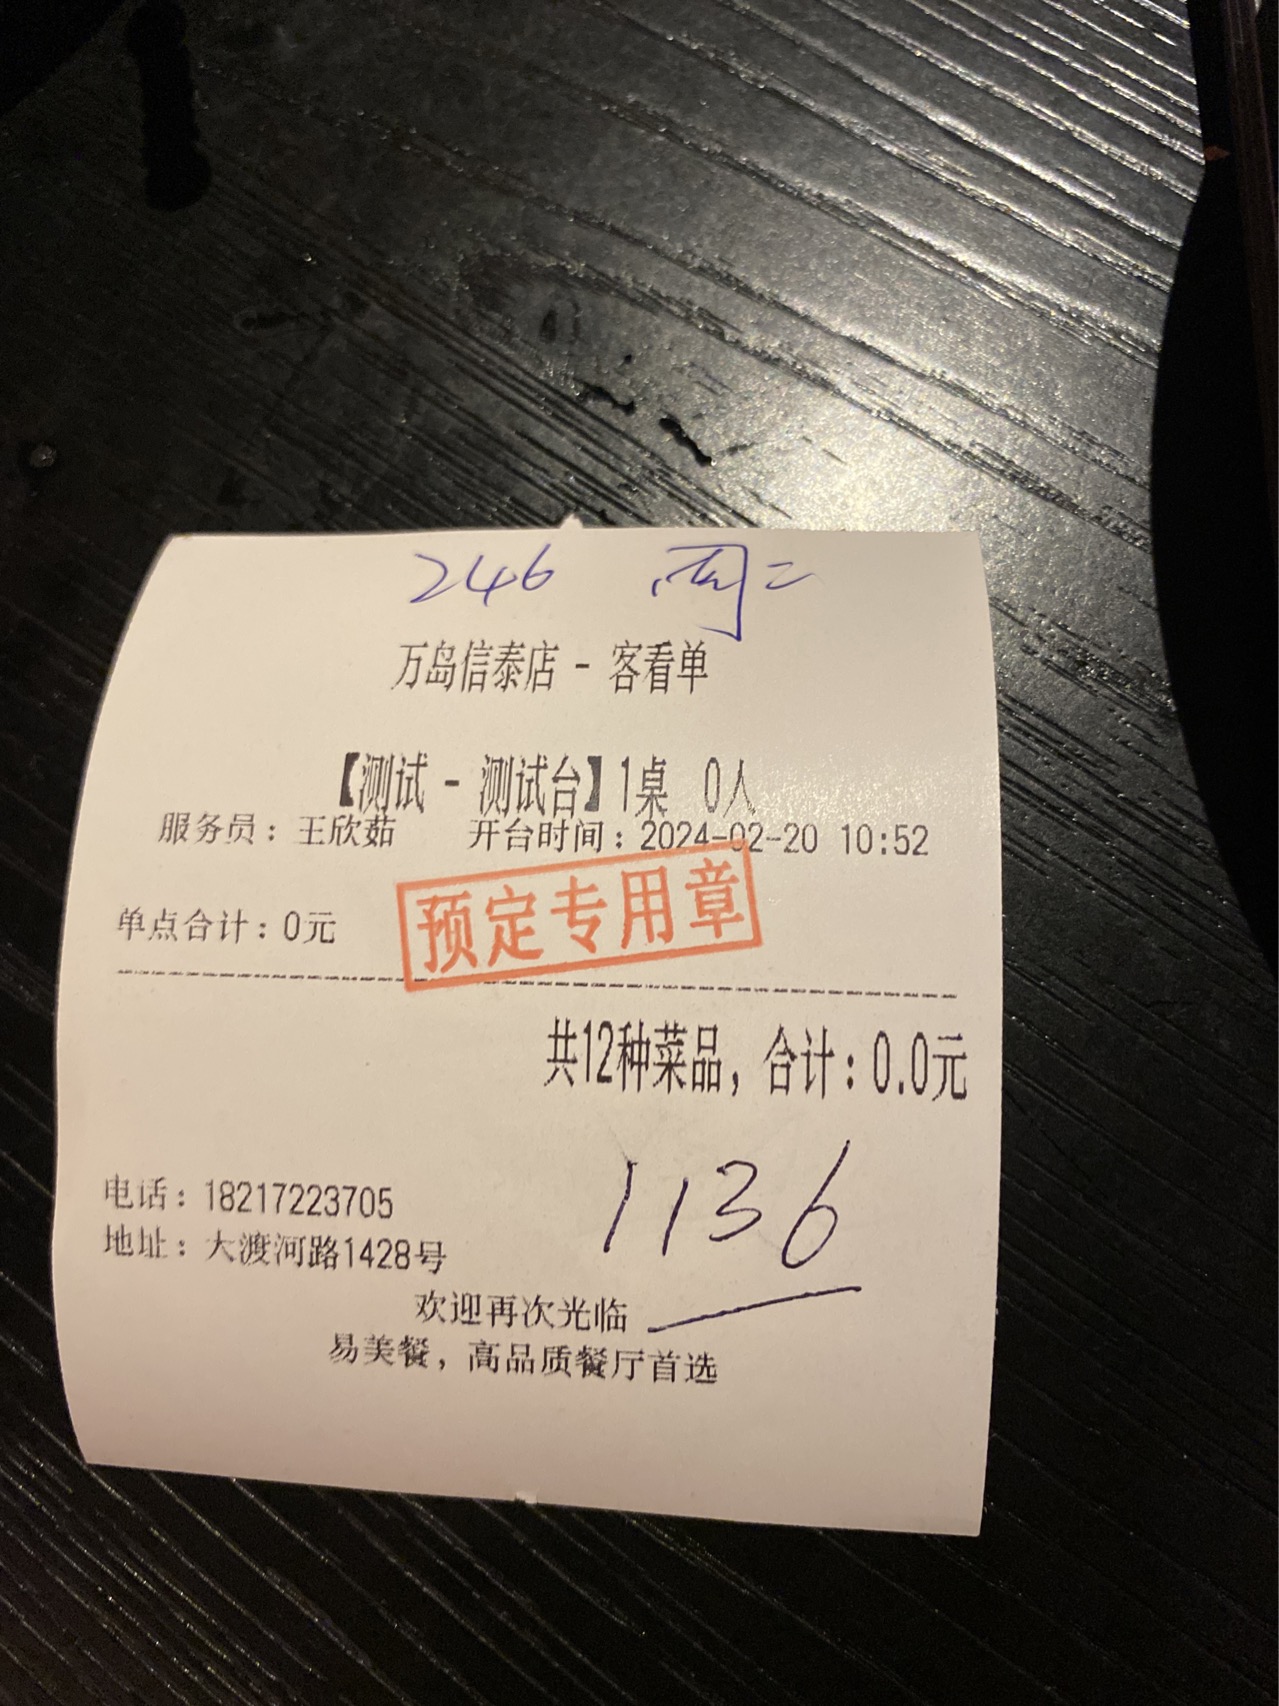 246 周二
万岛信泰店 - 客看单
【测试 - 测试台】1桌 0人
服务员：王欣茹 开台时间：2024-02-20 10:52
预定专用章
单点合计：0元
共12种菜品，合计：0.0元
1136
电话：18217223705
地址：大渡河路1428号
欢迎再次光临
易美餐，高品质餐厅首选